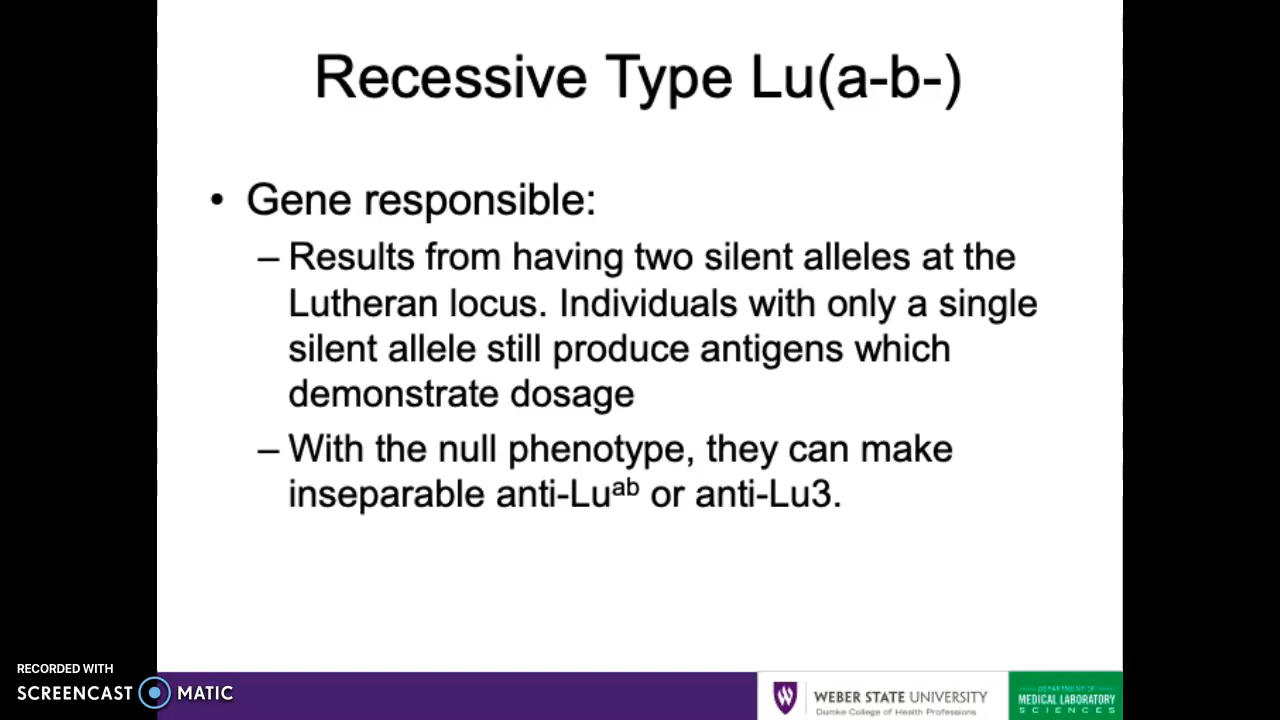 Recessive Type Lu(a-b-)
• Gene responsible:
– Results from having two silent alleles at the
Lutheran locus. Individuals with only a single
silent allele still produce antigens which
demonstrate dosage
– With the null phenotype, they can make
inseparable anti-Luᵃᵇ or anti-Lu3.
RECORDED WITH
SCREENCAST MATIC
WEBER STATE UNIVERSITY
Dumke College of Health Professions
DEPARTMENT OF
MEDICAL LABORATORY
SCIENCES